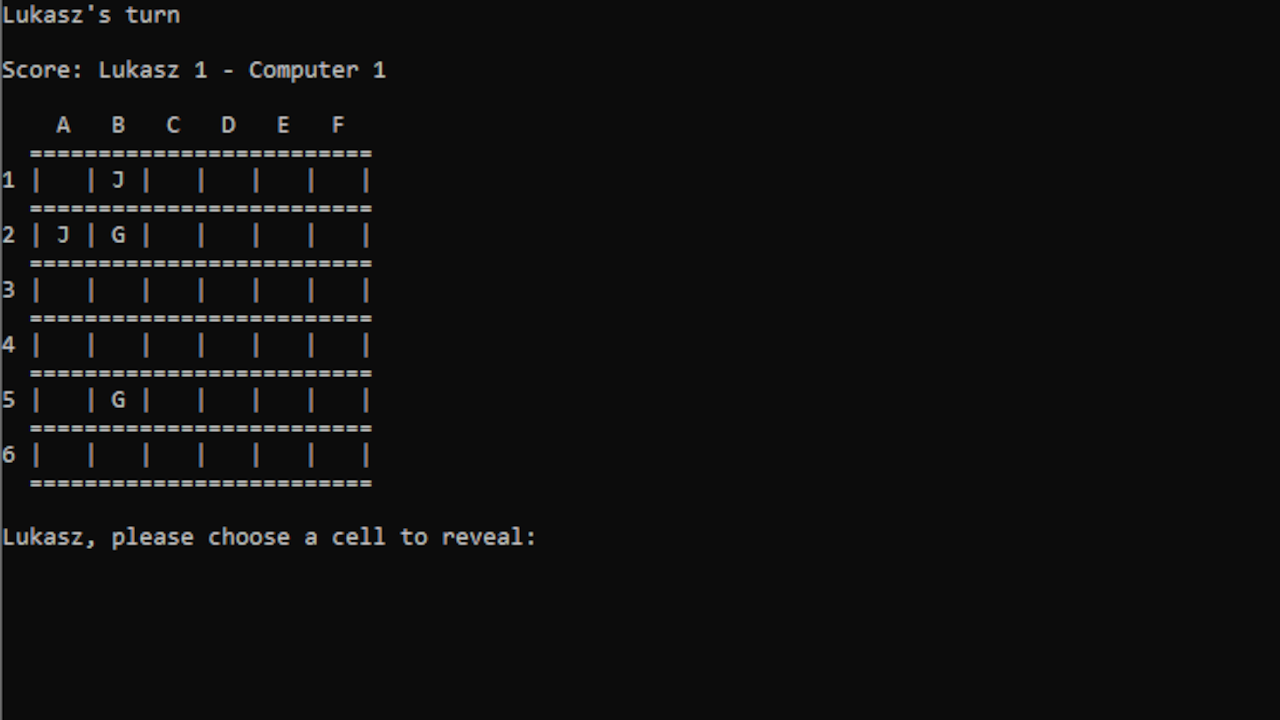 Lukasz's turn
Score: Lukasz 1 - Computer 1
    A   B   C   D   E   F
  =========================
1 |   | J |   |   |   |   |
  =========================
2 | J | G |   |   |   |   |
  =========================
3 |   |   |   |   |   |   |
  =========================
4 |   |   |   |   |   |   |
  =========================
5 |   | G |   |   |   |   |
  =========================
6 |   |   |   |   |   |   |
  =========================
Lukasz, please choose a cell to reveal: